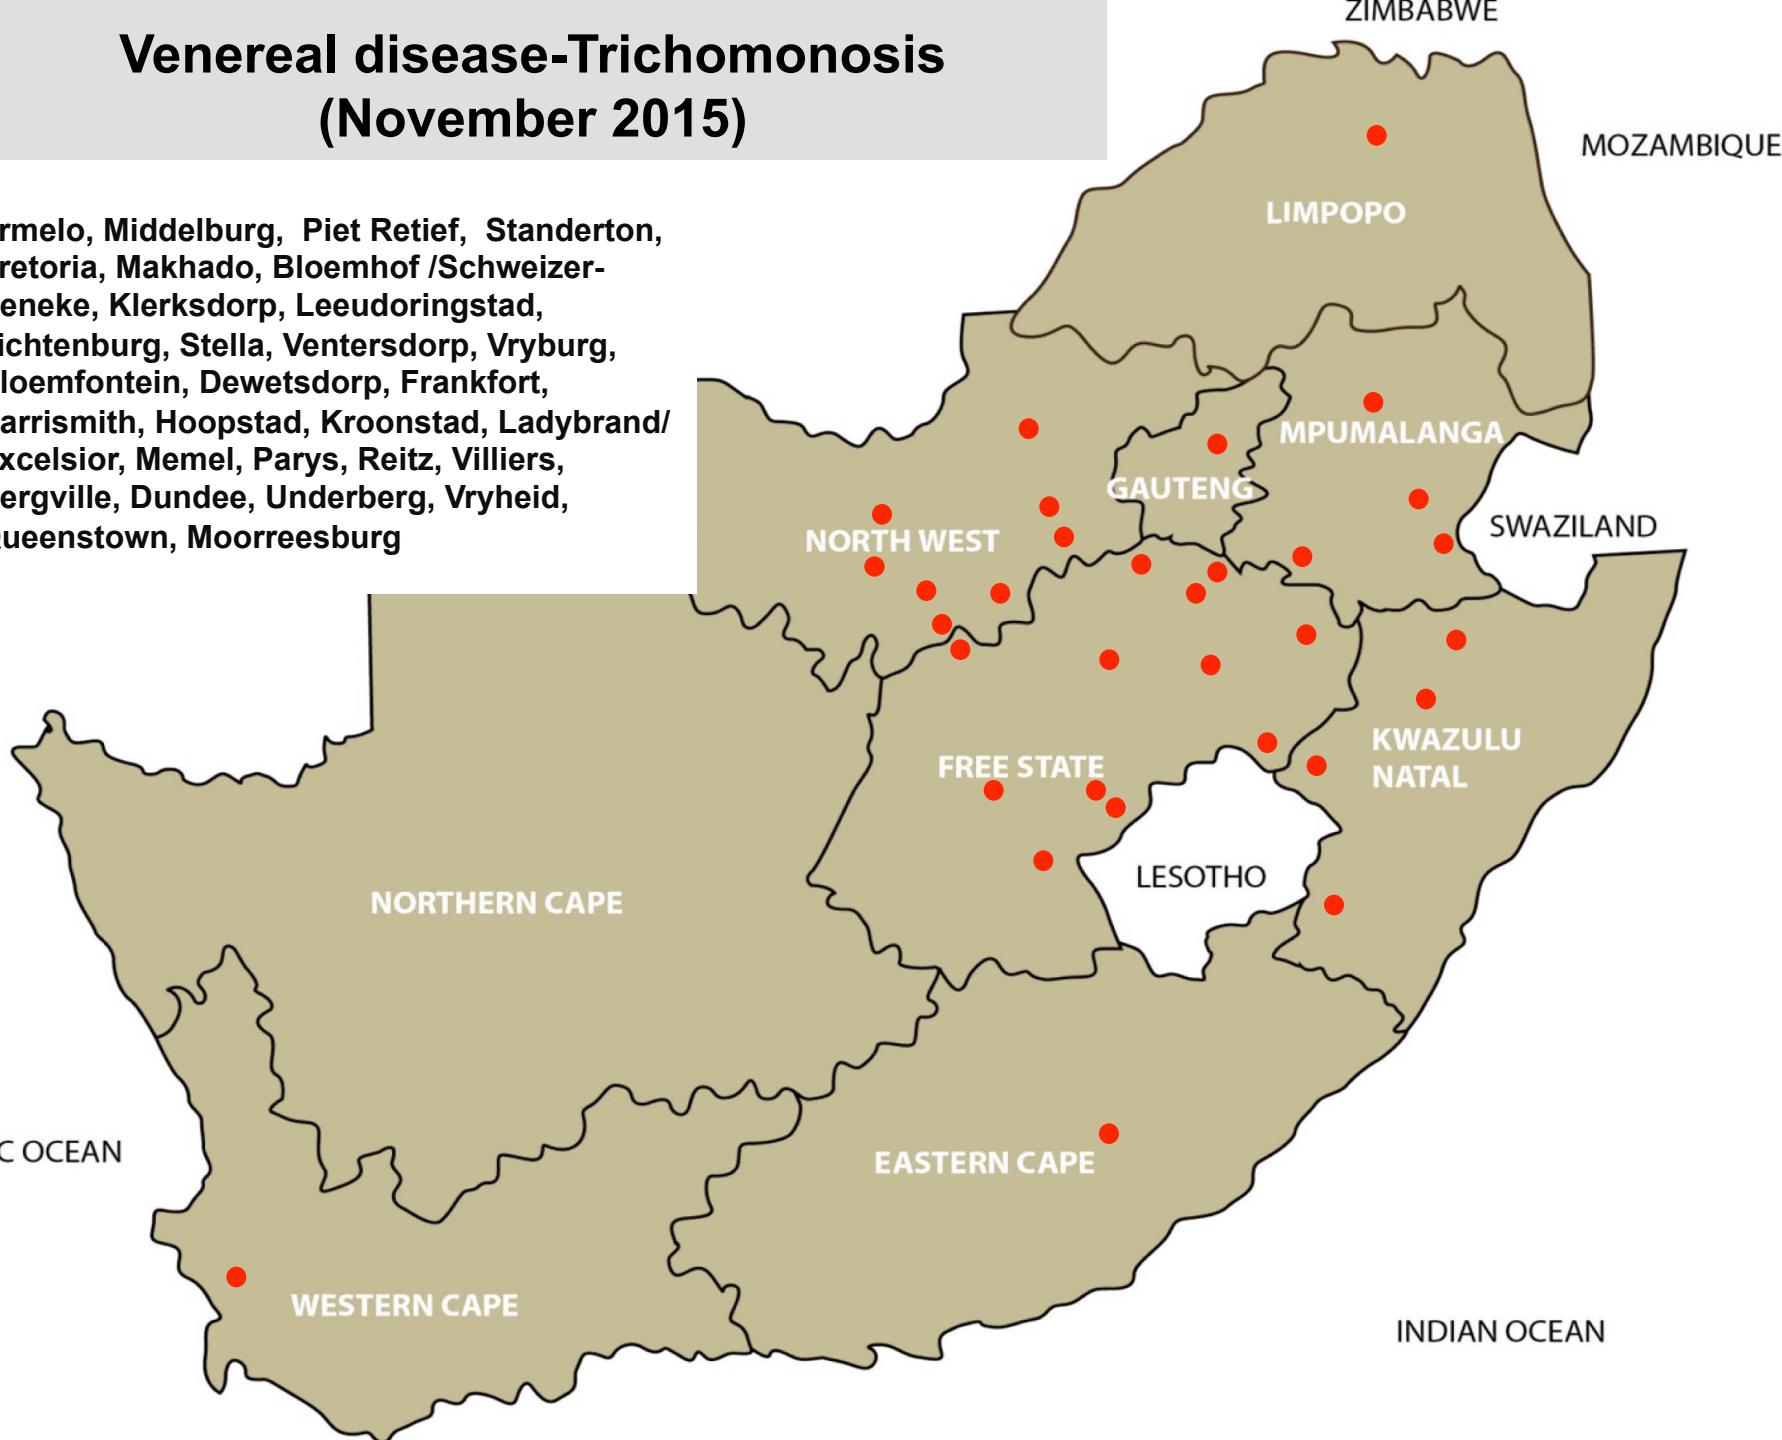 ZIMBABWE
Venereal disease-Trichomonosis
(November 2015)
MOZAMBIQUE
LIMPOPO
rmelo, Middelburg, Piet Retief, Standerton,
retoria, Makhado, Bloemhof /Schweizer-
eneke, Klerksdorp, Leeudoringstad,
ichtenburg, Stella, Ventersdorp, Vryburg,
loemfontein, Dewetsdorp, Frankfort,
arrismith, Hoopstad, Kroonstad, Ladybrand/
xcelsior, Memel, Parys, Reitz, Villiers,
ergville, Dundee, Underberg, Vryheid,
ueenstown, Moorreesburg
MPUMALANGA
GAUTENG
SWAZILAND
NORTH WEST
KWAZULU
NATAL
FREE STATE
LESOTHO
NORTHERN CAPE
C OCEAN
EASTERN CAPE
WESTERN CAPE
INDIAN OCEAN